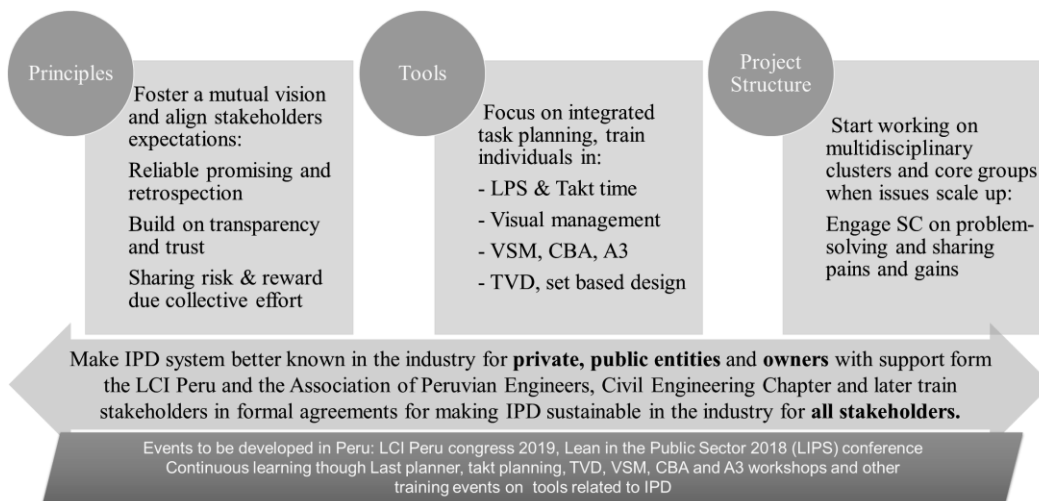 Principles
Foster a mutual vision
and align stakeholders
expectations:
Reliable promising and
retrospection
Build on transparency
and trust
Sharing risk & reward
due collective effort
Tools
Focus on integrated
task planning, train
individuals in:
- LPS & Takt time
- Visual management
- VSM, CBA, A3
- TVD, set based design
Project
Structure
Start working on
multidisciplinary
clusters and core groups
when issues scale up:
Engage SC on problem-
solving and sharing
pains and gains
Make IPD system better known in the industry for private, public entities and owners with support form
the LCI Peru and the Association of Peruvian Engineers, Civil Engineering Chapter and later train
stakeholders in formal agreements for making IPD sustainable in the industry for all stakeholders.
Events to be developed in Peru: LCI Peru congress 2019, Lean in the Public Sector 2018 (LIPS) conference
Continuous learning though Last planner, takt planning, TVD, VSM, CBA and A3 workshops and other
training events on tools related to IPD